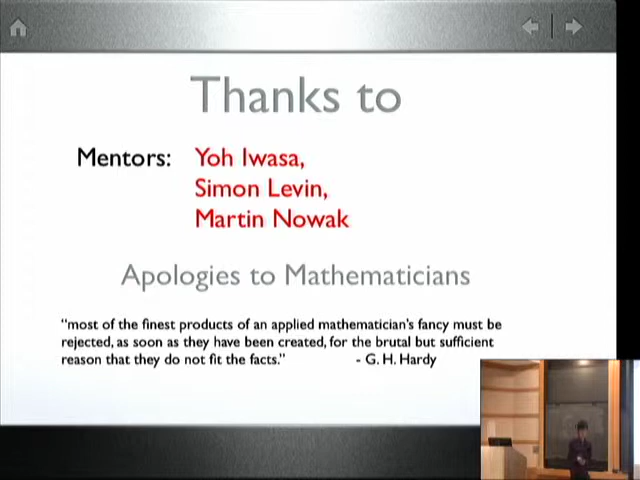 Thanks to
Mentors: Yoh Iwasa,
Simon Levin,
Martin Nowak
Apologies to Mathematicians
“most of the finest products of an applied mathematician’s fancy must be
rejected, as soon as they have been created, for the brutal but sufficient
reason that they do not fit the facts.” - G. H. Hardy